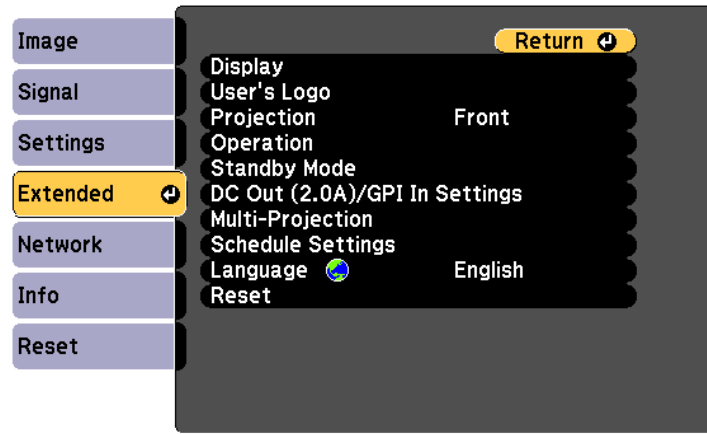 Image
Signal
Settings
Extended
Network
Info
Reset
Return
Display
User's Logo
Projection Front
Operation
Standby Mode
DC Out (2.0A)/GPI In Settings
Multi-Projection
Schedule Settings
Language English
Reset